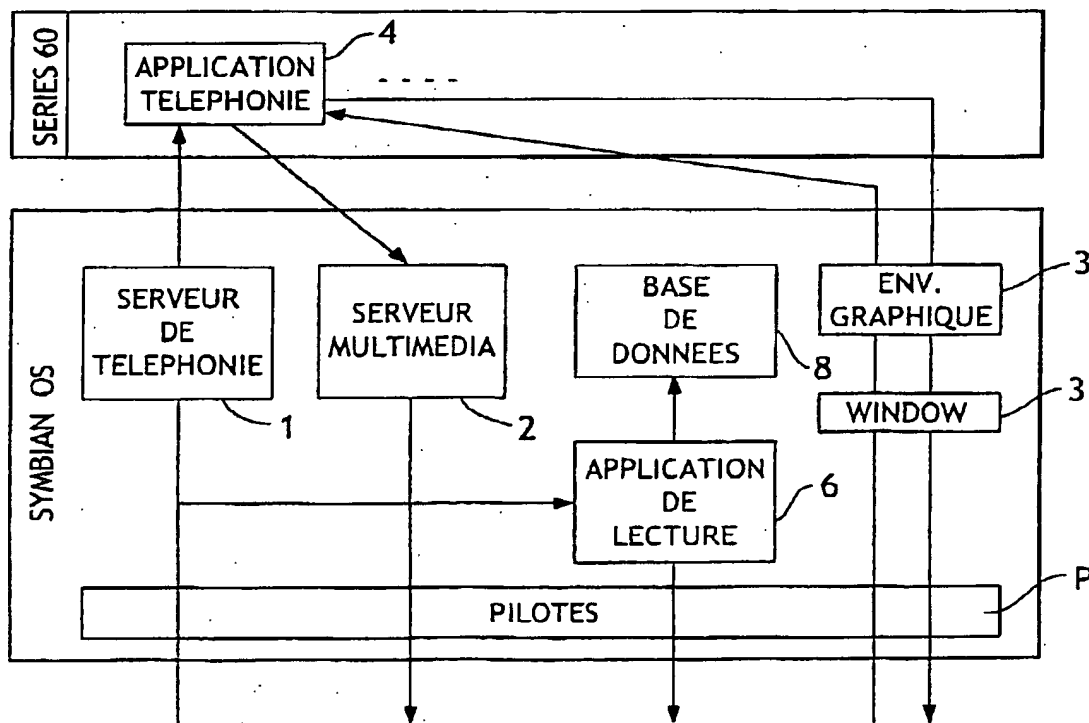 SERIES 60
APPLICATION
TELEPHONIE
4
SYMBIAN OS
SERVEUR
DE
TELEPHONIE
1
SERVEUR
MULTIMEDIA
2
BASE
DE
DONNEES
8
ENV.
GRAPHIQUE
3
WINDOW
3
APPLICATION
DE
LECTURE
6
PILOTES
P